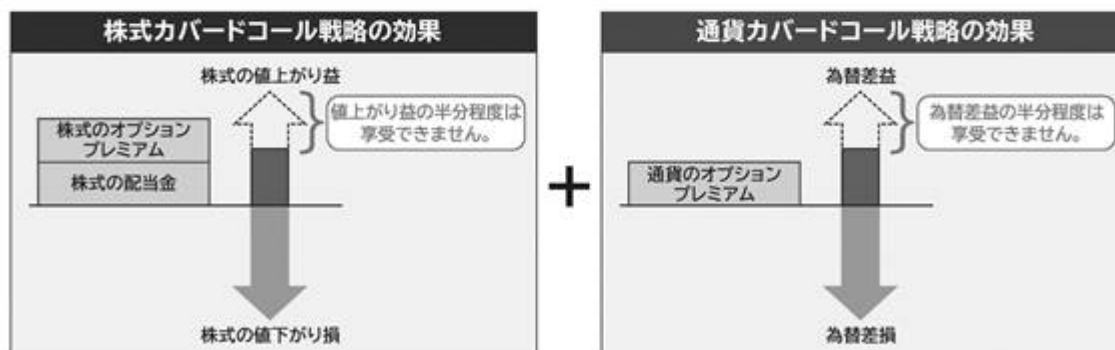 株式カバードコール戦略の効果
株式の値上がり益
値上がり益の半分程度は
享受できません。
株式のオプション
プレミアム
株式の配当金
株式の値下がり損
+
通貨カバードコール戦略の効果
為替差益
為替差益の半分程度は
享受できません。
通貨のオプション
プレミアム
為替差損